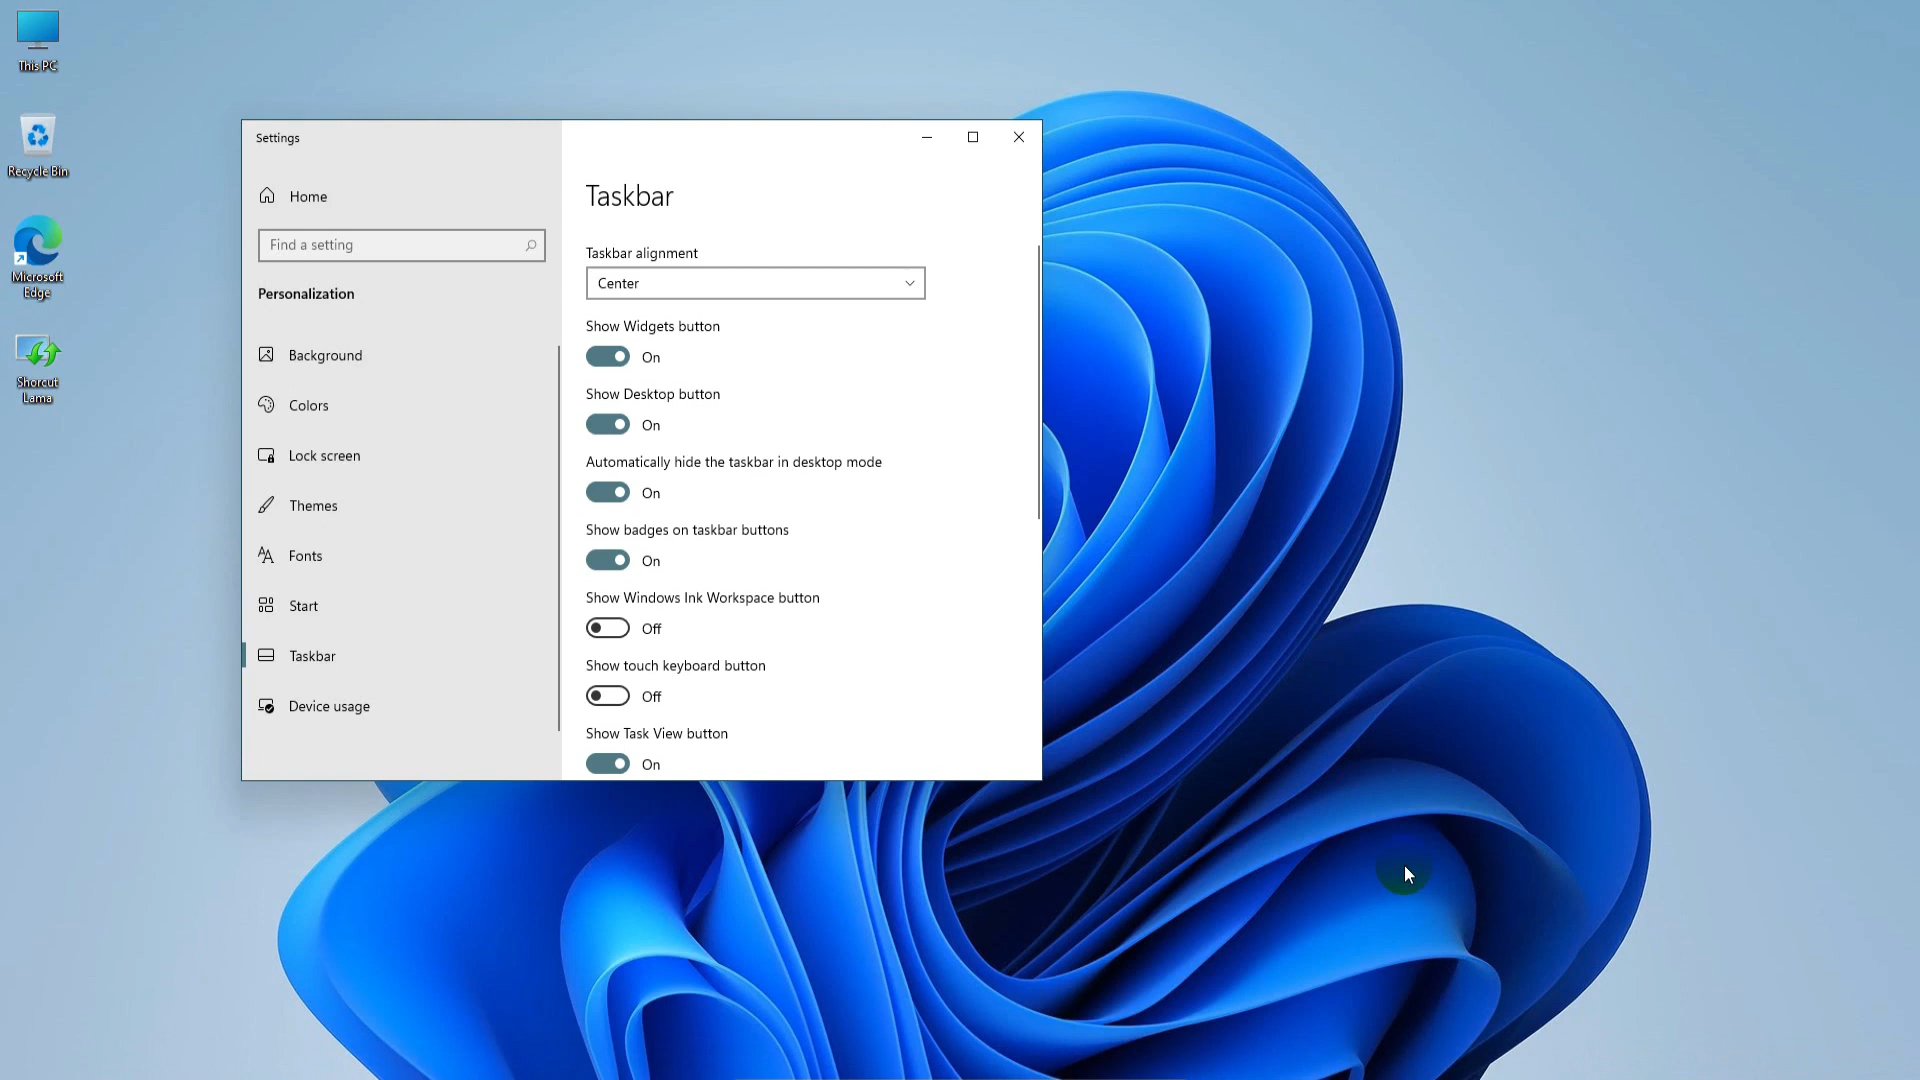 This PC
Recycle Bin
Microsoft
Edge
Shorcut
Lama
Settings
Home
Find a setting
Personalization
Background
Colors
Lock screen
Themes
Fonts
Start
Taskbar
Device usage
Taskbar
Taskbar alignment
Center
Show Widgets button
On
Show Desktop button
On
Automatically hide the taskbar in desktop mode
On
Show badges on taskbar buttons
On
Show Windows Ink Workspace button
Off
Show touch keyboard button
Off
Show Task View button
On